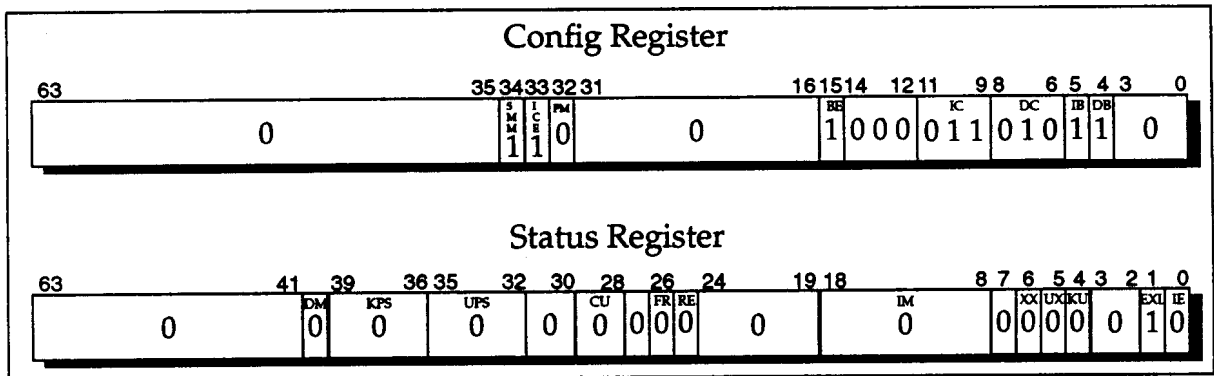 Config Register
63 35 34 33 32 31 16 15 14 12 11 9 8 6 5 4 3 0
SMM ICE PM BE IC DC IB DB
0 1 1 0 0 1 0 0 0 0 1 1 0 1 0 1 1 0
Status Register
63 41 39 36 35 32 30 28 26 24 19 18 8 7 6 5 4 3 2 1 0
DM KPS UPS CU FR RE IM XX UX KU EXL IE
0 0 0 0 0 0 0 0 0 0 0 0 0 0 0 0 1 0